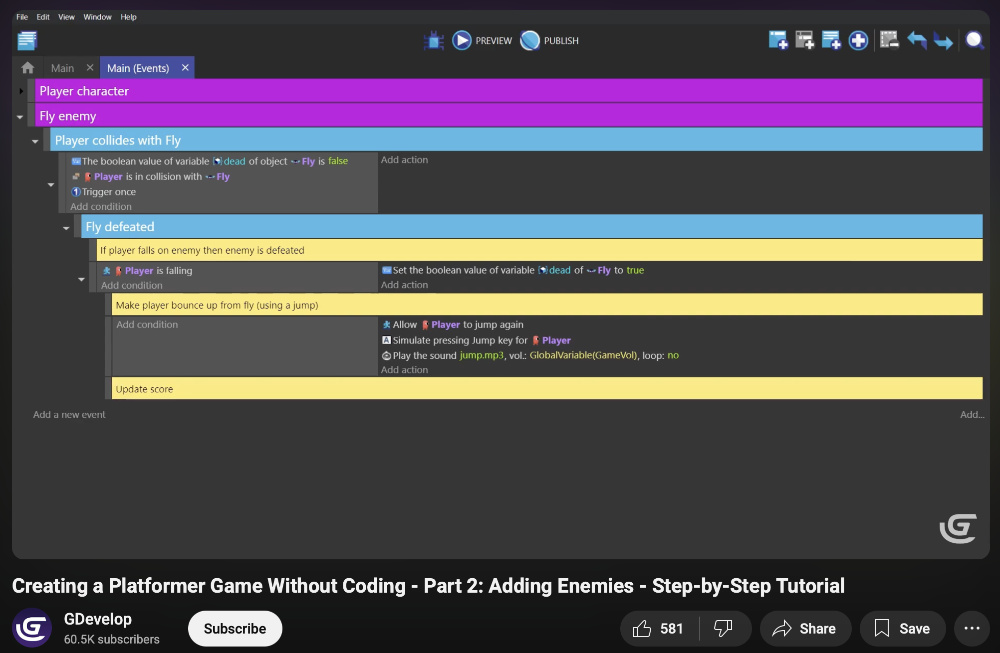 File Edit View Window Help
PREVIEW PUBLISH
Main Main (Events)
Player character
Fly enemy
Player collides with Fly
The boolean value of variable dead of object Fly is false
Add action
Player is in collision with Fly
Trigger once
Add condition
Fly defeated
If player falls on enemy then enemy is defeated
Player is falling
Add condition
Set the boolean value of variable dead of Fly to true
Add action
Make player bounce up from fly (using a jump)
Add condition
Allow Player to jump again
Simulate pressing Jump key for Player
Play the sound jump.mp3, vol.: GlobalVariable(GameVol), loop: no
Add action
Update score
Add a new event
Add...
Creating a Platformer Game Without Coding - Part 2: Adding Enemies - Step-by-Step Tutorial
GDevelop
60.5K subscribers
Subscribe
581
Share
Save